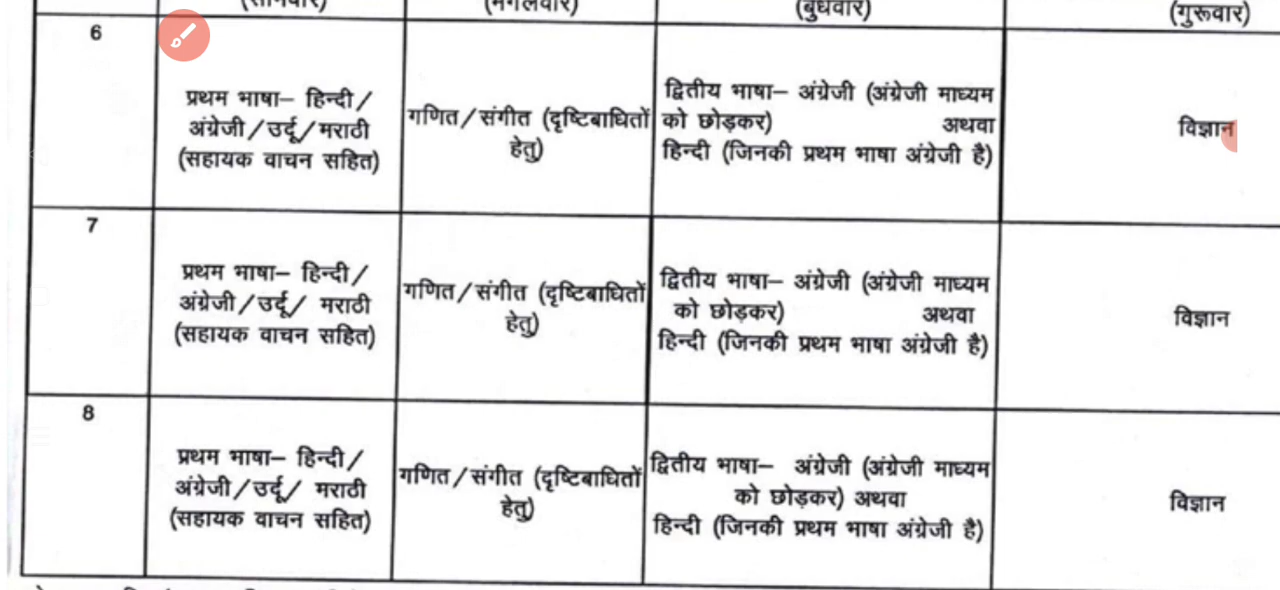 (सोमवार) (मंगलवार) (बुधवार) (गुरूवार)
6
प्रथम भाषा– हिन्दी/
अंग्रेजी/उर्दू/मराठी
(सहायक वाचन सहित)
गणित/संगीत (दृष्टिबाधितों
हेतु)
द्वितीय भाषा– अंग्रेजी (अंग्रेजी माध्यम
को छोड़कर) अथवा
हिन्दी (जिनकी प्रथम भाषा अंग्रेजी है)
विज्ञान
7
प्रथम भाषा– हिन्दी/
अंग्रेजी/उर्दू/ मराठी
(सहायक वाचन सहित)
गणित/संगीत (दृष्टिबाधितों
हेतु)
द्वितीय भाषा– अंग्रेजी (अंग्रेजी माध्यम
को छोड़कर) अथवा
हिन्दी (जिनकी प्रथम भाषा अंग्रेजी है)
विज्ञान
8
प्रथम भाषा– हिन्दी/
अंग्रेजी/उर्दू/ मराठी
(सहायक वाचन सहित)
गणित/संगीत (दृष्टिबाधितों
हेतु)
द्वितीय भाषा– अंग्रेजी (अंग्रेजी माध्यम
को छोड़कर) अथवा
हिन्दी (जिनकी प्रथम भाषा अंग्रेजी है)
विज्ञान